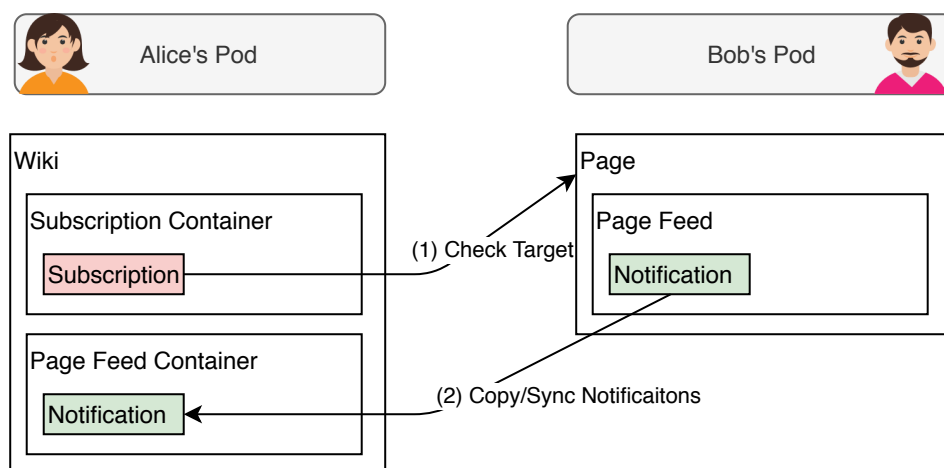 Alice's Pod
Bob's Pod
Wiki
Subscription Container
Subscription
Page Feed Container
Notification
(1) Check Target
Page
Page Feed
Notification
(2) Copy/Sync Notificaitons